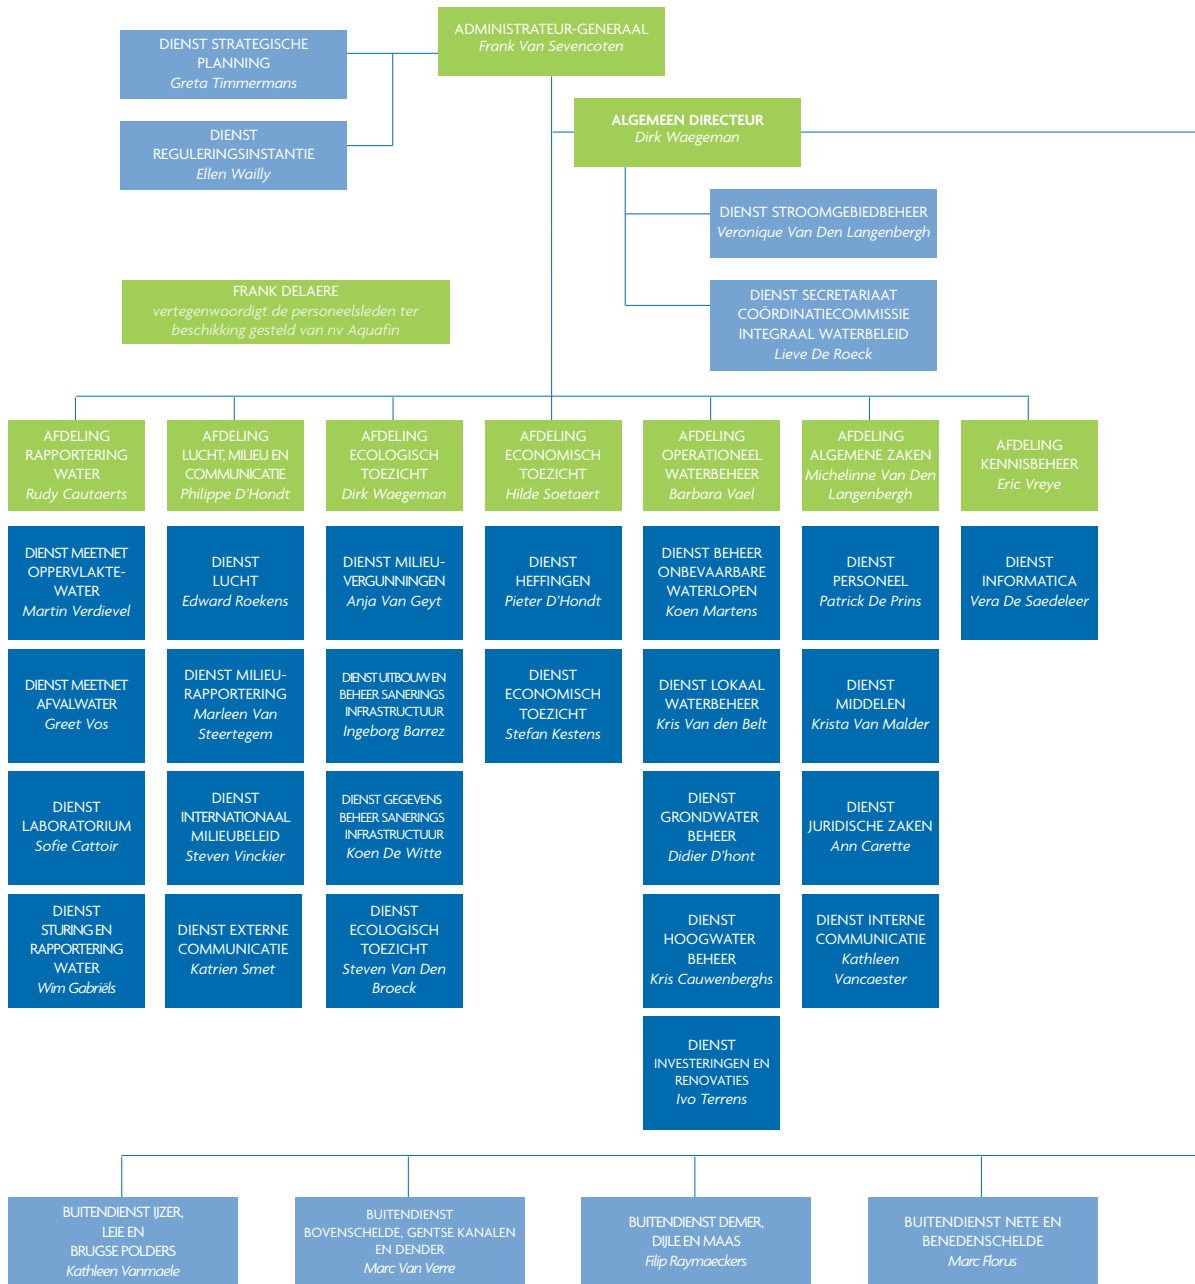 ADMINISTRATEUR-GENERAAL
Frank Van Sevencoten
DIENST STRATEGISCHE
PLANNING
Greta Timmermans
ALGEMEEN DIRECTEUR
Dirk Waegeman
DIENST
REGULERINGSINSTANTIE
Ellen Wailly
DIENST STROOMGEBIEDBEHEER
Veronique Van Den Langenbergh
FRANK DELAERE
vertegenwoordigt de personeelsleden ter
beschikking gesteld van nv Aquafin
DIENST SECRETARIAAT
COÖRDINATIECOMMISSIE
INTEGRAAL WATERBELEID
Lieve De Roeck
AFDELING
RAPPORTERING
WATER
Rudy Cautaerts
AFDELING
LUCHT, MILIEU EN
COMMUNICATIE
Philippe D'Hondt
AFDELING
ECOLOGISCH
TOEZICHT
Dirk Waegeman
AFDELING
ECONOMISCH
TOEZICHT
Hilde Soetaert
AFDELING
OPERATIONEEL
WATERBEHEER
Barbara Vael
AFDELING
ALGEMENE ZAKEN
Michelinne Van Den
Langenbergh
AFDELING
KENNISBEHEER
Eric Vreye
DIENST MEETNET
OPPERVLAKTE-
WATER
Martin Verdievel
DIENST
LUCHT
Edward Roekens
DIENST MILIEU-
VERGUNNINGEN
Anja Van Geyt
DIENST
HEFFINGEN
Pieter D'Hondt
DIENST BEHEER
ONBEVAARBARE
WATERLOPEN
Koen Martens
DIENST
PERSONEEL
Patrick De Prins
DIENST
INFORMATICA
Vera De Saedeleer
DIENST MEETNET
AFVALWATER
Greet Vos
DIENST MILIEU-
RAPPORTERING
Marleen Van
Steertegem
DIENST UITBOUW EN
BEHEER SANERINGS
INFRASTRUCTUUR
Ingeborg Barrez
DIENST
ECONOMISCH
TOEZICHT
Stefan Kestens
DIENST LOKAAL
WATERBEHEER
Kris Van den Belt
DIENST
MIDDELEN
Krista Van Malder
DIENST
LABORATORIUM
Sofie Cattoir
DIENST
INTERNATIONAAL
MILIEUBELEID
Steven Vinckier
DIENST GEGEVENS
BEHEER SANERINGS
INFRASTRUCTUUR
Koen De Witte
DIENST
GRONDWATER
BEHEER
Didier D'hont
DIENST
JURIDISCHE ZAKEN
Ann Carette
DIENST
STURING EN
RAPPORTERING
WATER
Wim Gabriëls
DIENST EXTERNE
COMMUNICATIE
Katrien Smet
DIENST
ECOLOGISCH
TOEZICHT
Steven Van Den
Broeck
DIENST
HOOGWATER
BEHEER
Kris Cauwenberghs
DIENST INTERNE
COMMUNICATIE
Kathleen
Vancaester
DIENST
INVESTERINGEN EN
RENOVATIES
Ivo Terrens
BUITENDIENST IJZER,
LEIE EN
BRUGSE POLDERS
Kathleen Vanmaele
BUITENDIENST
BOVENSCHELDE, GENTSE KANALEN
EN DENDER
Marc Van Verre
BUITENDIENST DEMER,
DIJLE EN MAAS
Filip Raymaeckers
BUITENDIENST NETE EN
BENEDENSCHELDE
Marc Florus